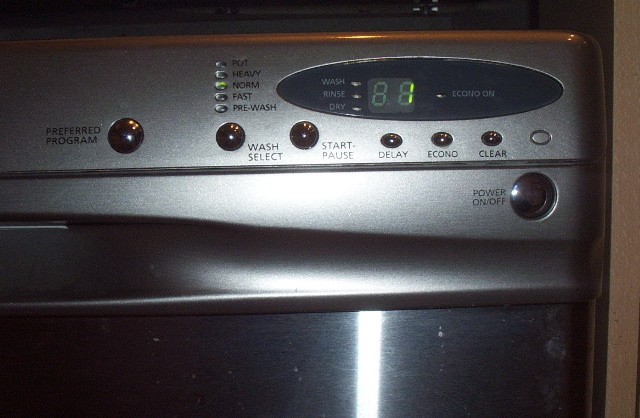 POT
HEAVY
NORM
FAST
PRE-WASH
WASH
RINSE
DRY
1
ECONO ON
PREFERRED
PROGRAM
WASH
SELECT
START-
PAUSE
DELAY
ECONO
CLEAR
POWER
ON/OFF